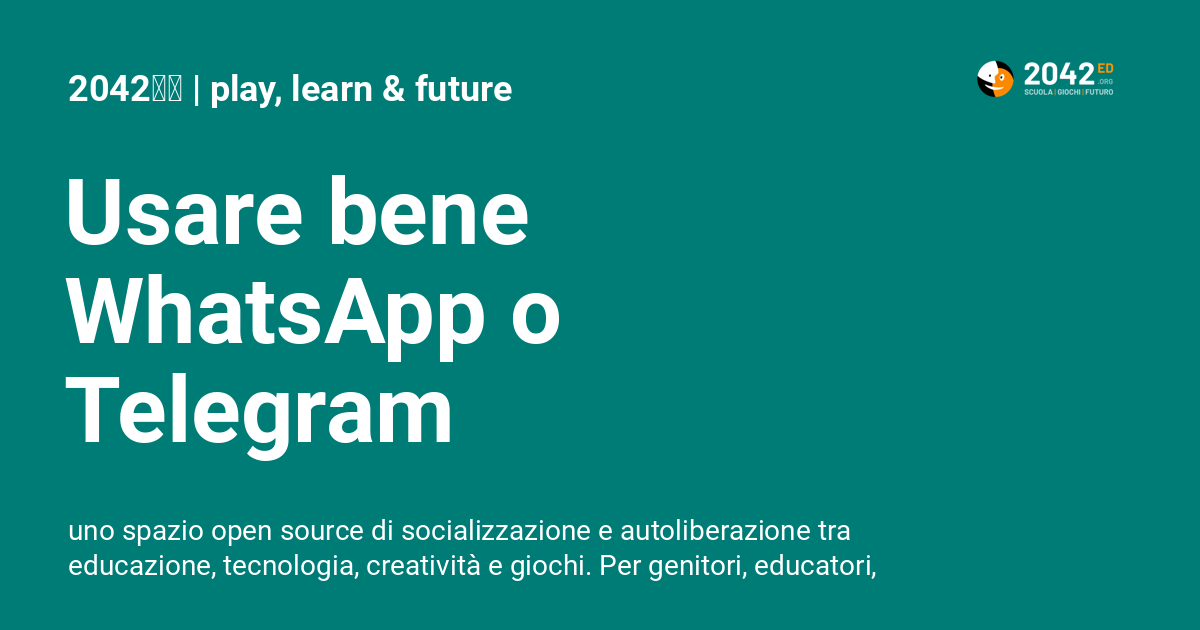 2042 | play, learn & future
2042 ED
.ORG
SCUOLA | GIOCHI | FUTURO
Usare bene
WhatsApp o
Telegram
uno spazio open source di socializzazione e autoliberazione tra
educazione, tecnologia, creatività e giochi. Per genitori, educatori,